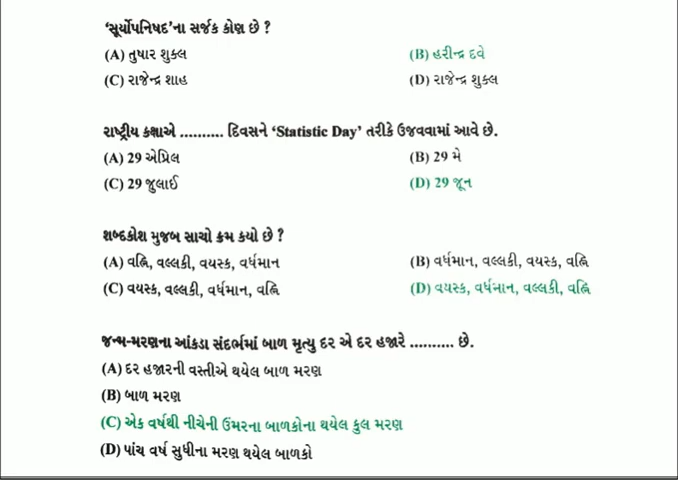 ‘સૂર્યોપનિષદ’ના સર્જક કોણ છે ?
(A) તુષાર શુક્લ (B) હરીન્દ્ર દવે
(C) રાજેન્દ્ર શાહ (D) રાજેન્દ્ર શુક્લ
રાષ્ટ્રીય કક્ષાએ .......... દિવસને ‘Statistic Day’ તરીકે ઉજવવામાં આવે છે.
(A) 29 એપ્રિલ (B) 29 મે
(C) 29 જુલાઈ (D) 29 જૂન
શબ્દકોશ મુજબ સાચો ક્રમ કયો છે ?
(A) વહ્નિ, વલ્લકી, વયસ્ક, વર્ધમાન (B) વર્ધમાન, વલ્લકી, વયસ્ક, વહ્નિ
(C) વયસ્ક, વલ્લકી, વર્ધમાન, વહ્નિ (D) વયસ્ક, વર્ધમાન, વલ્લકી, વહ્નિ
જન્મ-મરણના આંકડા સંદર્ભમાં બાળ મૃત્યુ દર એ દર હજારે .......... છે.
(A) દર હજારની વસ્તીએ થયેલ બાળ મરણ
(B) બાળ મરણ
(C) એક વર્ષથી નીચેની ઉંમરના બાળકોના થયેલ કુલ મરણ
(D) પાંચ વર્ષ સુધીના મરણ થયેલ બાળકો